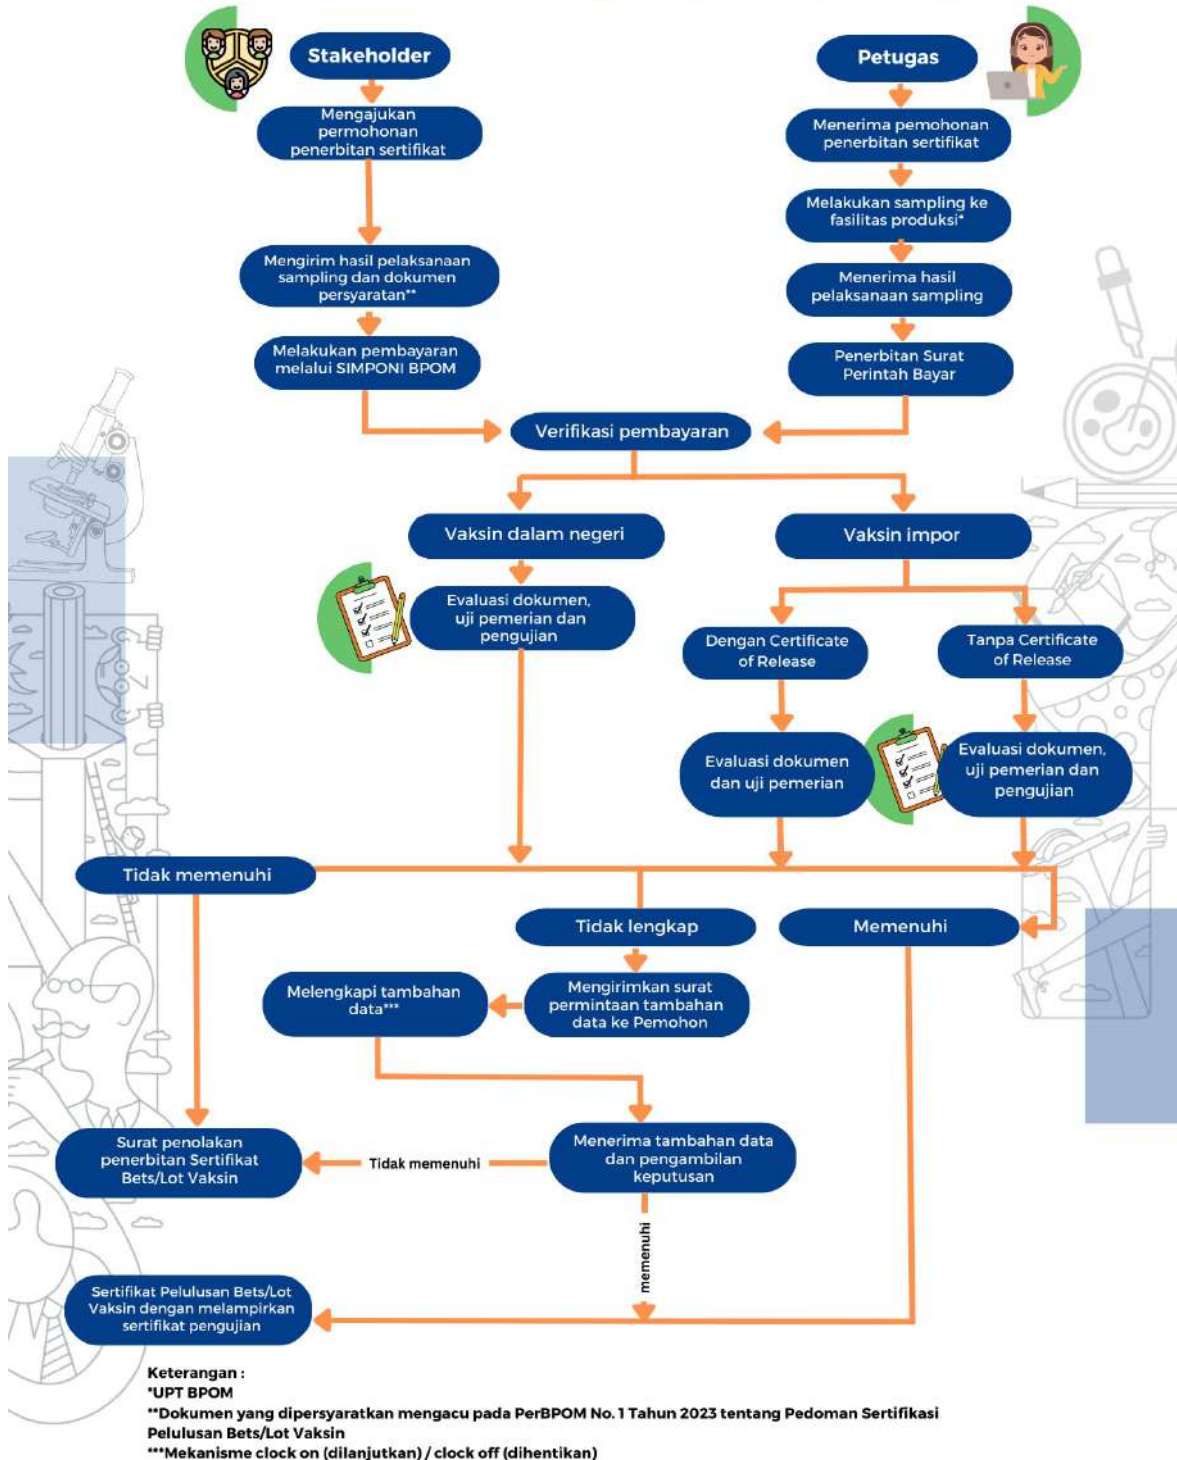 Stakeholder
Petugas
Mengajukan
permohonan
penerbitan sertifikat
Menerima pemohonan
penerbitan sertifikat
Melakukan sampling ke
fasilitas produksi*
Mengirim hasil pelaksanaan
sampling dan dokumen
persyaratan**
Menerima hasil
pelaksanaan sampling
Melakukan pembayaran
melalui SIMPONI BPOM
Penerbitan Surat
Perintah Bayar
Verifikasi pembayaran
Vaksin dalam negeri
Vaksin impor
Evaluasi dokumen,
uji pemerian dan
pengujian
Dengan Certificate
of Release
Tanpa Certificate
of Release
Evaluasi dokumen
dan uji pemerian
Evaluasi dokumen,
uji pemerian dan
pengujian
Tidak memenuhi
Tidak lengkap
Memenuhi
Melengkapi tambahan
data***
Mengirimkan surat
permintaan tambahan
data ke Pemohon
Surat penolakan
penerbitan Sertifikat
Bets/Lot Vaksin
Tidak memenuhi
Menerima tambahan data
dan pengambilan
keputusan
memenuhi
Sertifikat Pelulusan Bets/Lot
Vaksin dengan melampirkan
sertifikat pengujian
Keterangan :
*UPT BPOM
**Dokumen yang dipersyaratkan mengacu pada PerBPOM No. 1 Tahun 2023 tentang Pedoman Sertifikasi
Pelulusan Bets/Lot Vaksin
***Mekanisme clock on (dilanjutkan) / clock off (dihentikan)